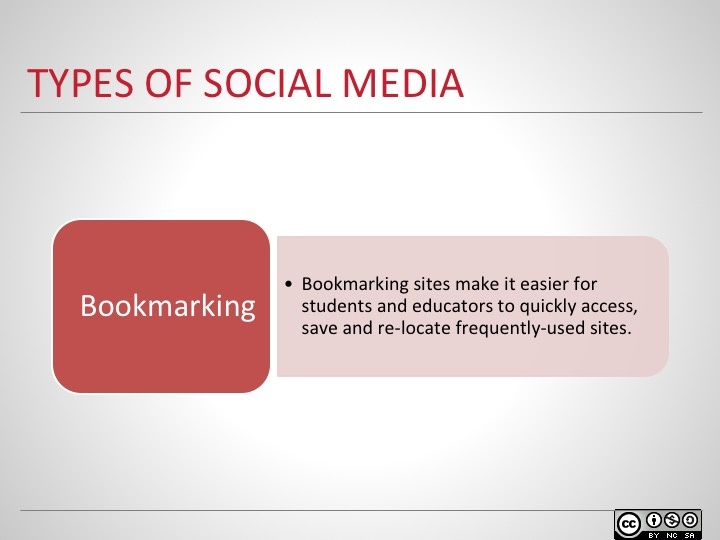 TYPES OF SOCIAL MEDIA
Bookmarking
• Bookmarking sites make it easier for
students and educators to quickly access,
save and re-locate frequently-used sites.
cc
BY NC SA